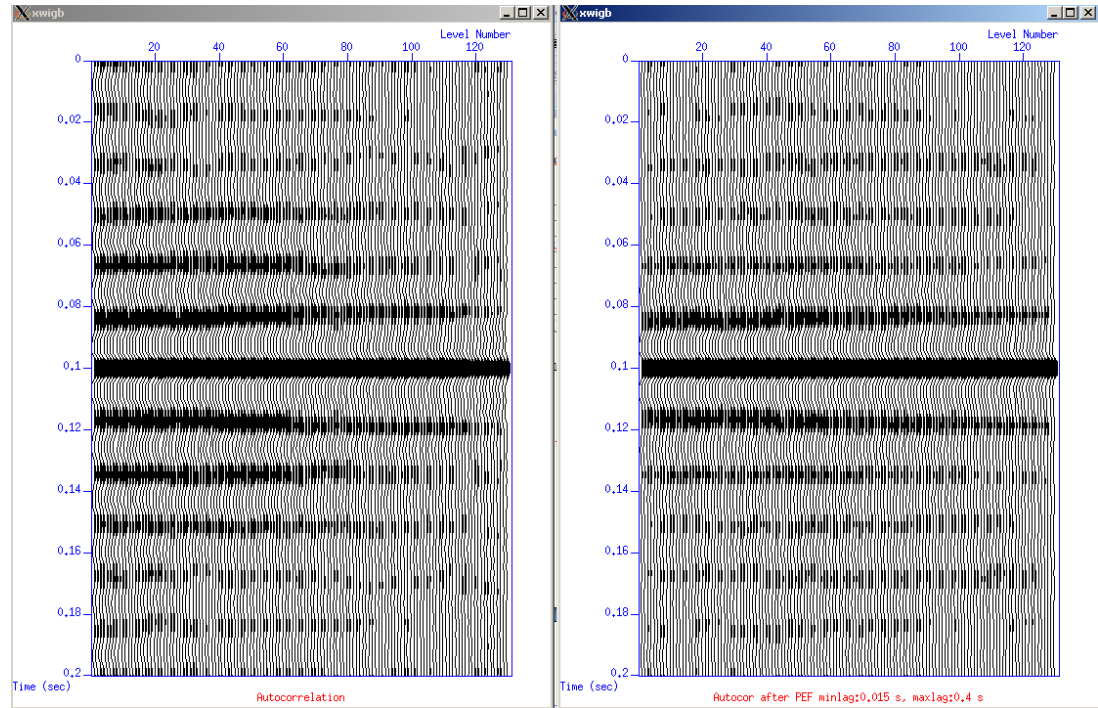 xwigb
Level Number
20 40 60 80 100 120
0
0.02
0.04
0.06
0.08
0.1
0.12
0.14
0.16
0.18
0.2
Time (sec)
Autocorrelation
xwigb
Level Number
20 40 60 80 100 120
0
0.02
0.04
0.06
0.08
0.1
0.12
0.14
0.16
0.18
0.2
Time (sec)
Autocor after PEF minlag:0.015 s, maxlag:0.4 s